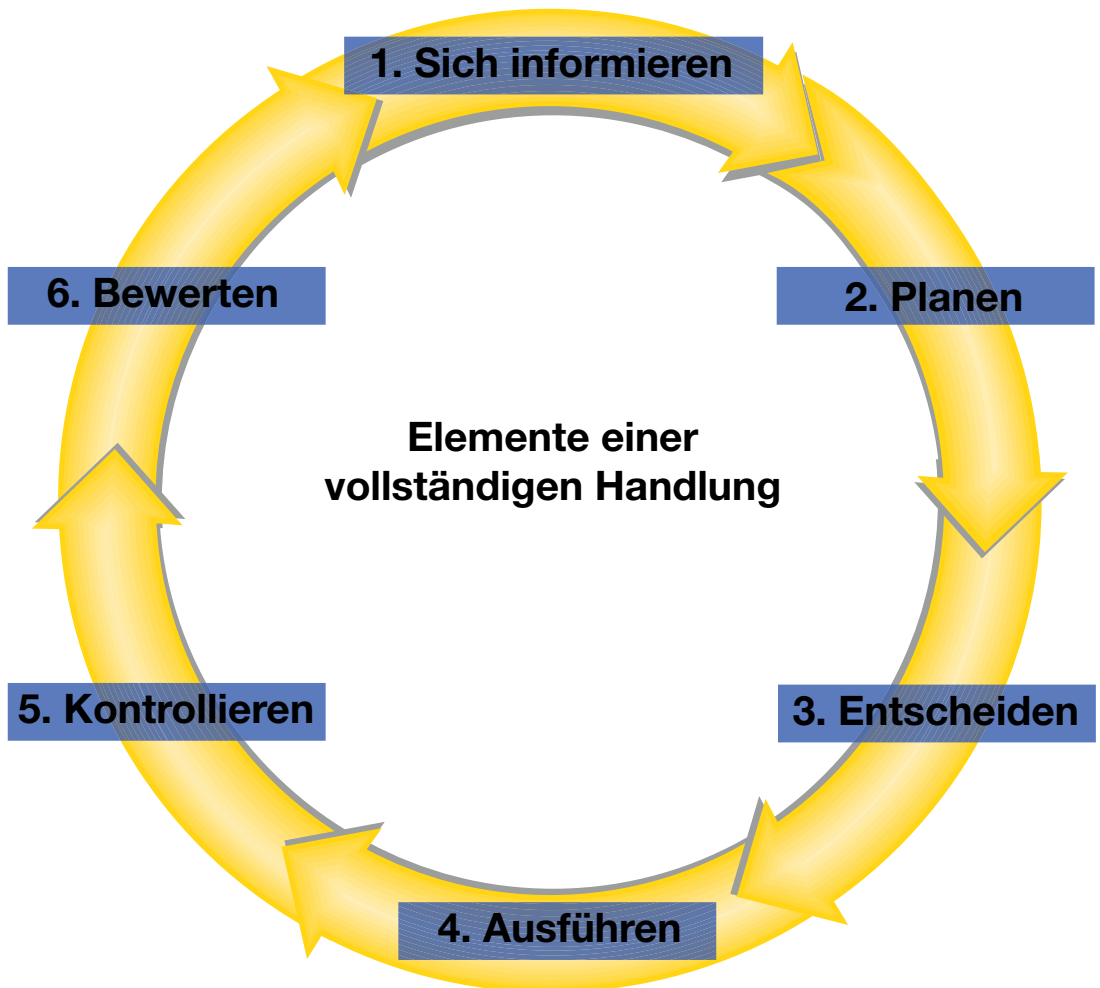 1. Sich informieren
2. Planen
3. Entscheiden
4. Ausführen
5. Kontrollieren
6. Bewerten
Elemente einer
vollständigen Handlung